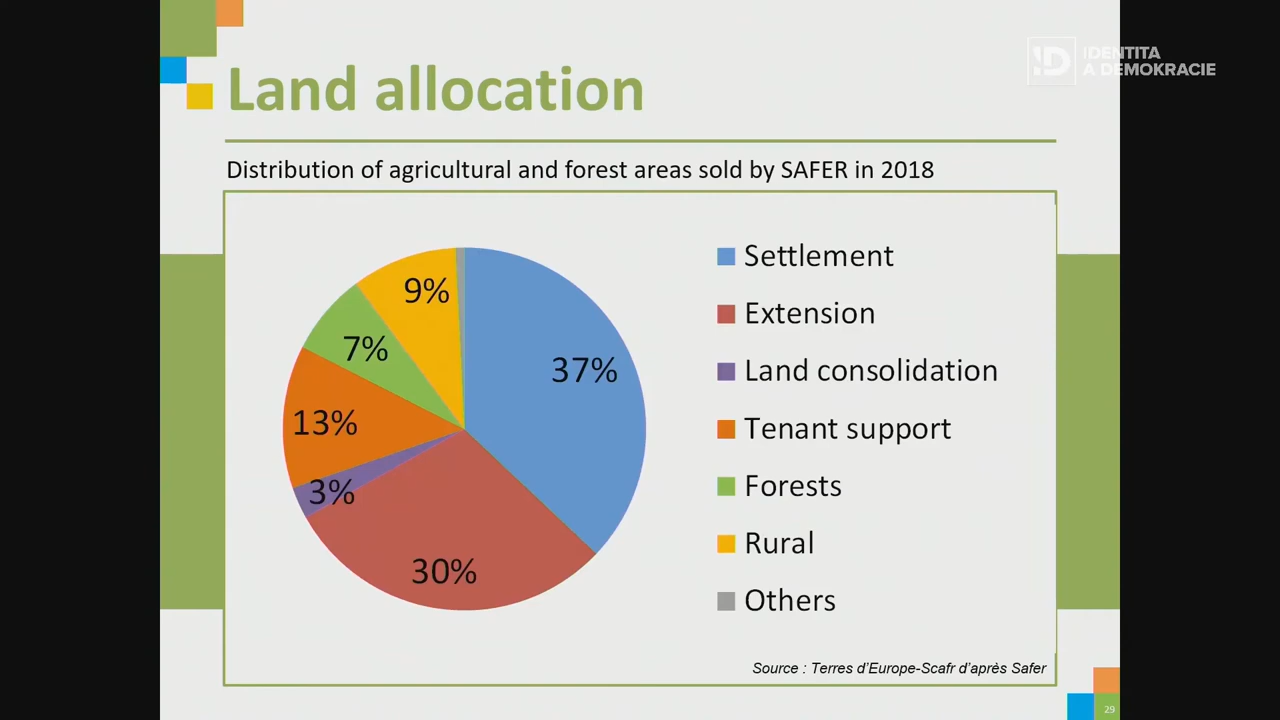 IDENTITA
A DEMOKRACIE
Land allocation
Distribution of agricultural and forest areas sold by SAFER in 2018
9%
7%
37%
13%
3%
30%
Settlement
Extension
Land consolidation
Tenant support
Forests
Rural
Others
Source : Terres d'Europe-Scafr d'après Safer
29